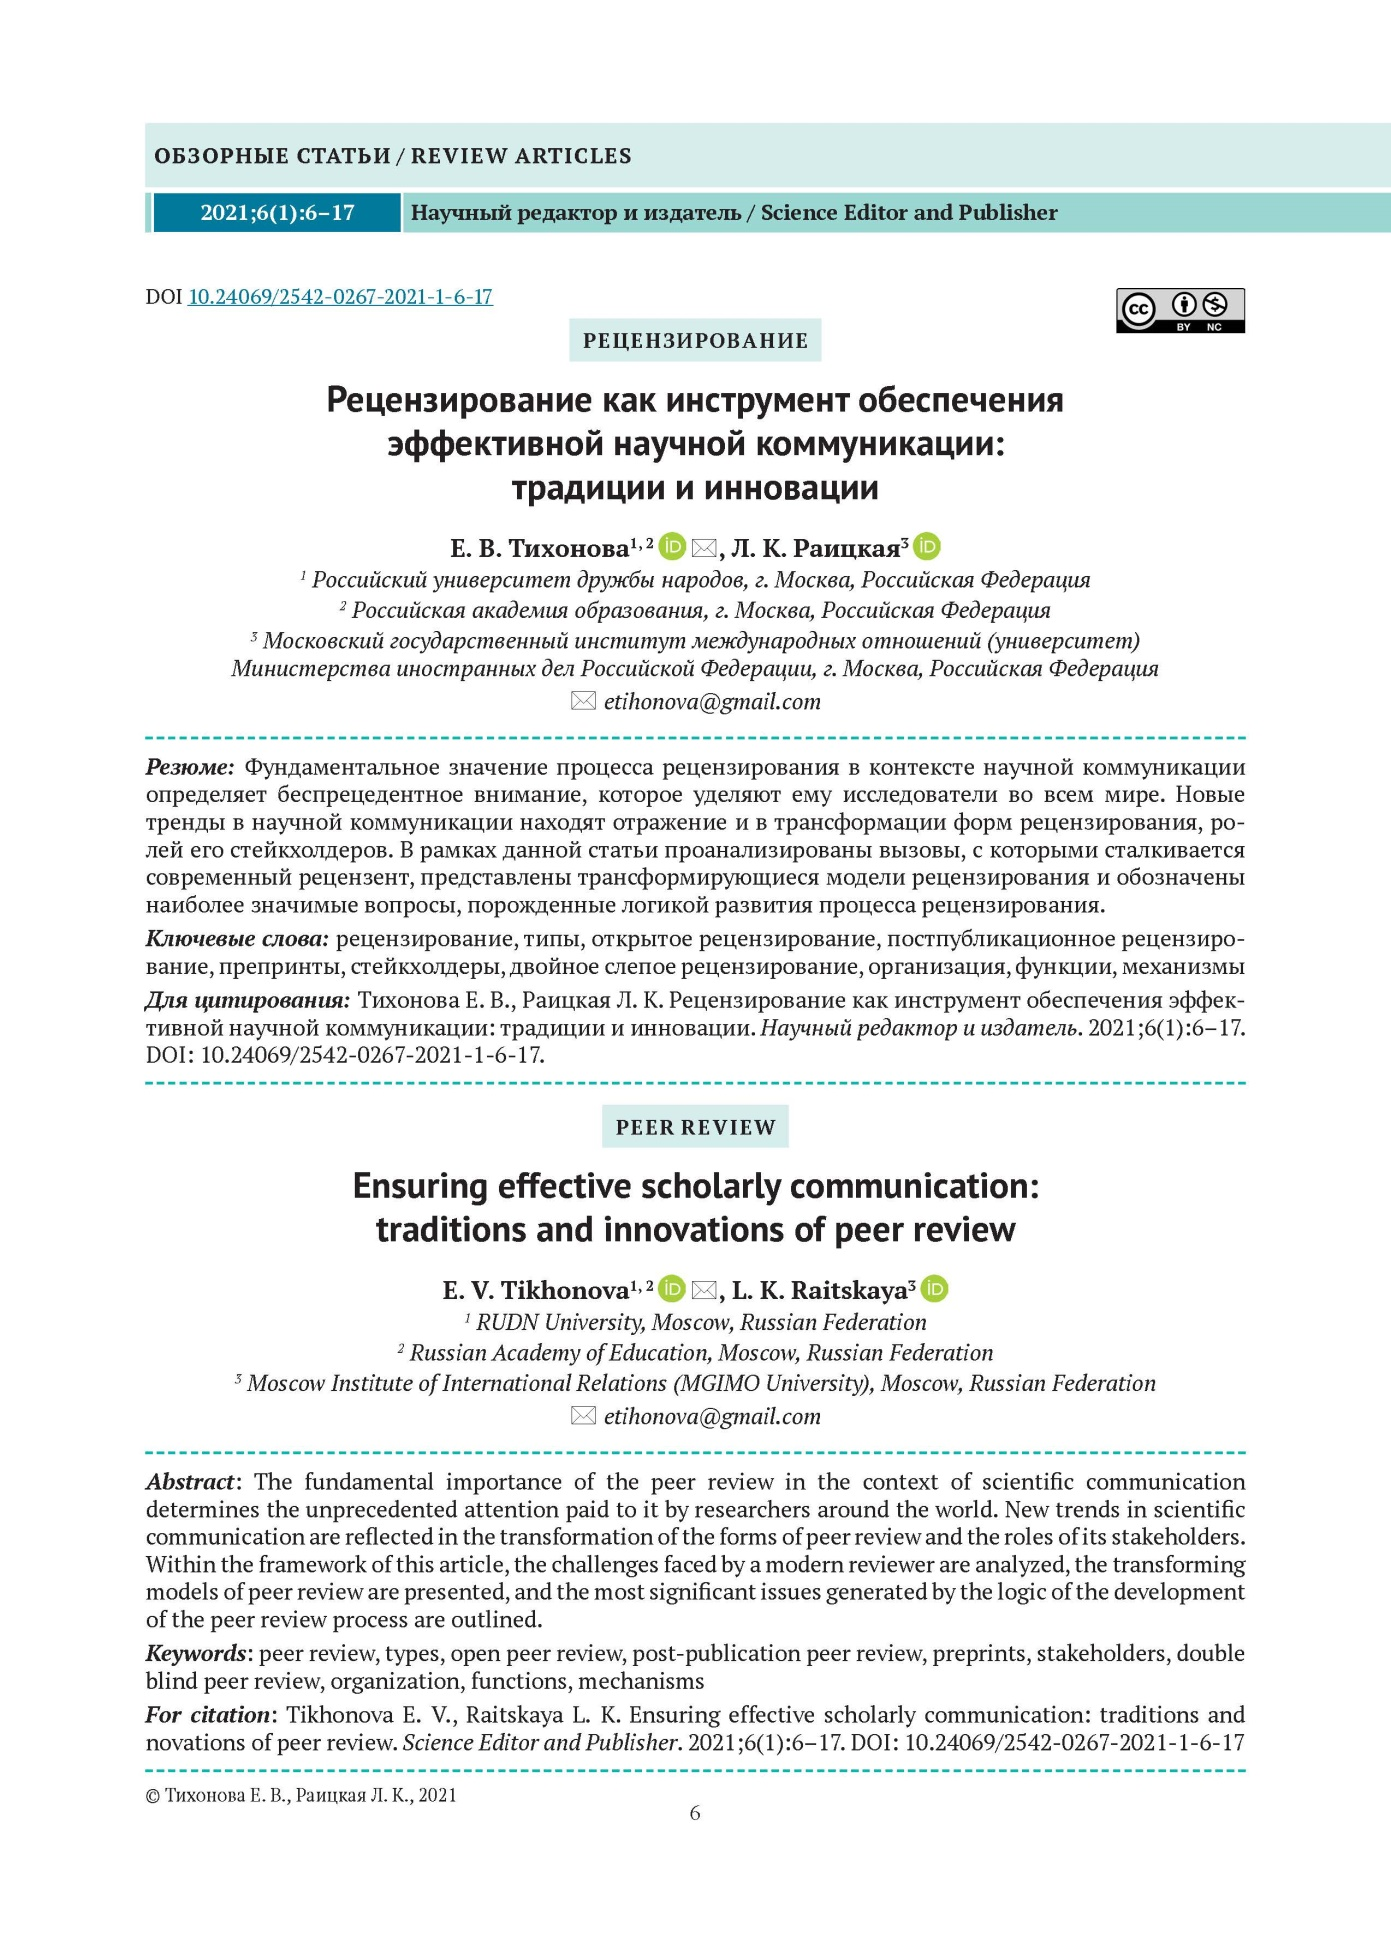 ОБЗОРНЫЕ СТАТЬИ / REVIEW ARTICLES
2021;6(1):6–17 Научный редактор и издатель / Science Editor and Publisher
DOI 10.24069/2542-0267-2021-1-6-17
cc BY NC
РЕЦЕНЗИРОВАНИЕ
Рецензирование как инструмент обеспечения
эффективной научной коммуникации:
традиции и инновации
Е. В. Тихонова1, 2 iD, Л. К. Раицкая3 iD
1 Российский университет дружбы народов, г. Москва, Российская Федерация
2 Российская академия образования, г. Москва, Российская Федерация
3 Московский государственный институт международных отношений (университет)
Министерства иностранных дел Российской Федерации, г. Москва, Российская Федерация
etihonova@gmail.com
Резюме: Фундаментальное значение процесса рецензирования в контексте научной коммуникации
определяет беспрецедентное внимание, которое уделяют ему исследователи во всем мире. Новые
тренды в научной коммуникации находят отражение и в трансформации форм рецензирования, ро-
лей его стейкхолдеров. В рамках данной статьи проанализированы вызовы, с которыми сталкивается
современный рецензент, представлены трансформирующиеся модели рецензирования и обозначены
наиболее значимые вопросы, порожденные логикой развития процесса рецензирования.
Ключевые слова: рецензирование, типы, открытое рецензирование, постпубликационное рецензиро-
вание, препринты, стейкхолдеры, двойное слепое рецензирование, организация, функции, механизмы
Для цитирования: Тихонова Е. В., Раицкая Л. К. Рецензирование как инструмент обеспечения эффек-
тивной научной коммуникации: традиции и инновации. Научный редактор и издатель. 2021;6(1):6–17.
DOI: 10.24069/2542-0267-2021-1-6-17.
PEER REVIEW
Ensuring effective scholarly communication:
traditions and innovations of peer review
E. V. Tikhonova1, 2 iD, L. K. Raitskaya3 iD
1 RUDN University, Moscow, Russian Federation
2 Russian Academy of Education, Moscow, Russian Federation
3 Moscow Institute of International Relations (MGIMO University), Moscow, Russian Federation
etihonova@gmail.com
Abstract: The fundamental importance of the peer review in the context of scientific communication
determines the unprecedented attention paid to it by researchers around the world. New trends in scientific
communication are reflected in the transformation of the forms of peer review and the roles of its stakeholders.
Within the framework of this article, the challenges faced by a modern reviewer are analyzed, the transforming
models of peer review are presented, and the most significant issues generated by the logic of the development
of the peer review process are outlined.
Keywords: peer review, types, open peer review, post-publication peer review, preprints, stakeholders, double
blind peer review, organization, functions, mechanisms
For citation: Tikhonova E. V., Raitskaya L. K. Ensuring effective scholarly communication: traditions and
novations of peer review. Science Editor and Publisher. 2021;6(1):6–17. DOI: 10.24069/2542-0267-2021-1-6-17
© Тихонова Е. В., Раицкая Л. К., 2021
6